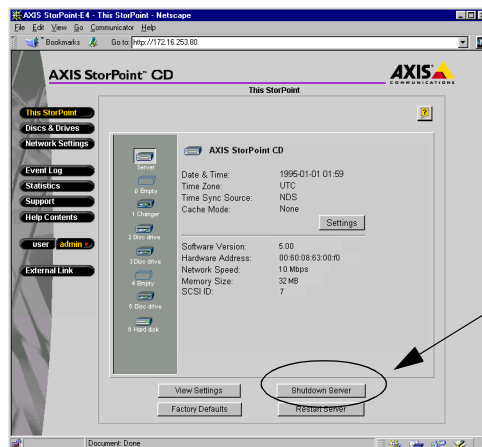 AXIS StorPoint-E4 - This StorPoint - Netscape
File Edit View Go Communicator Help
Bookmarks Go to: http://172.16.253.80
AXIS StorPoint™ CD
AXIS
COMMUNICATIONS
This StorPoint
This StorPoint
Discs & Drives
Network Settings
Event Log
Statistics
Support
Help Contents
user admin
External Link
?
Server
0 Empty
1 Changer
2 Disc drive
3 Disc drive
4 Empty
5 Disc drive
6 Hard disk
AXIS StorPoint CD
Date & Time: 1995-01-01 01:59
Time Zone: UTC
Time Sync Source: NDS
Cache Mode: None
Settings
Software Version: 5.00
Hardware Address: 00:60:08:63:00:f0
Network Speed: 10 Mbps
Memory Size: 32 MB
SCSI ID: 7
View Settings
Shutdown Server
Factory Defaults
Restart Server
Document: Done